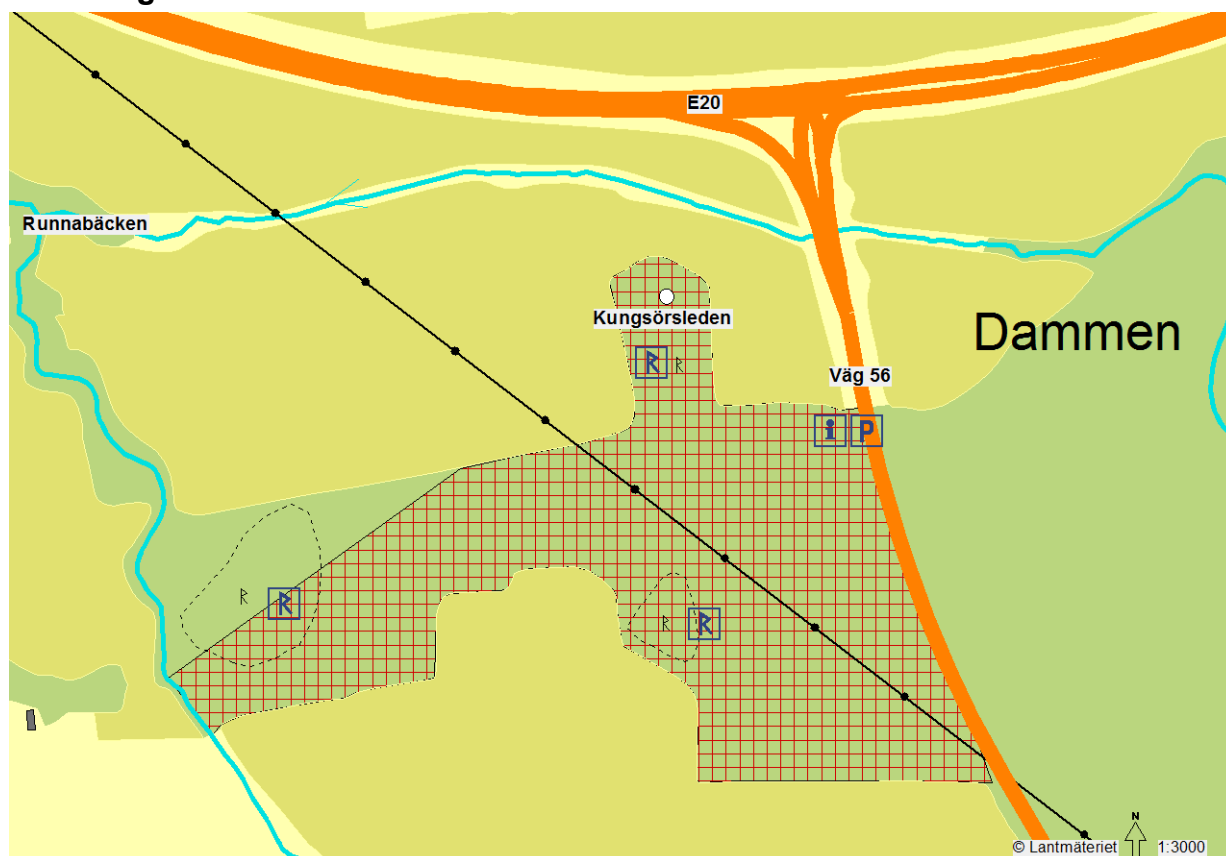 E20
Runnabäcken
Kungsörsleden
Dammen
R
R
Väg 56
i
P
R
R
R
R
N
© Lantmäteriet
1:3000